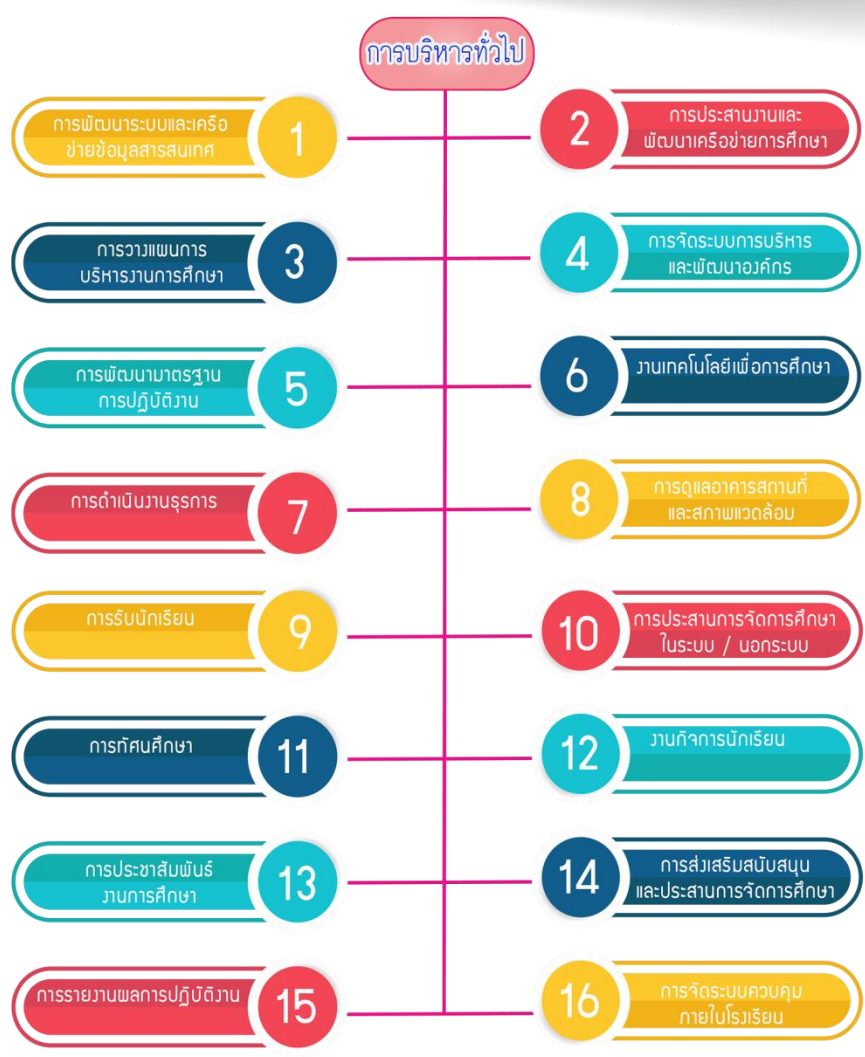 การบริหารทั่วไป
การพัฒนาระบบและเครือ
ข่ายข้อมูลสารสนเทศ
1
2
การประสานงานและ
พัฒนาเครือข่ายการศึกษา
การวางแผนการ
บริหารงานการศึกษา
3
4
การจัดระบบการบริหาร
และพัฒนาองค์กร
การพัฒนามาตรฐาน
การปฏิบัติงาน
5
6
งานเทคโนโลยีเพื่อการศึกษา
การดำเนินงานธุรการ
7
8
การดูแลอาคารสถานที่
และสภาพแวดล้อม
การรับนักเรียน
9
10
การประสานการจัดการศึกษา
ในระบบ / นอกระบบ
การทัศนศึกษา
11
12
งานกิจการนักเรียน
การประชาสัมพันธ์
งานการศึกษา
13
14
การส่งเสริมสนับสนุน
และประสานการจัดการศึกษา
การรายงานผลการปฏิบัติงาน
15
16
การจัดระบบควบคุม
ภายในโรงเรียน